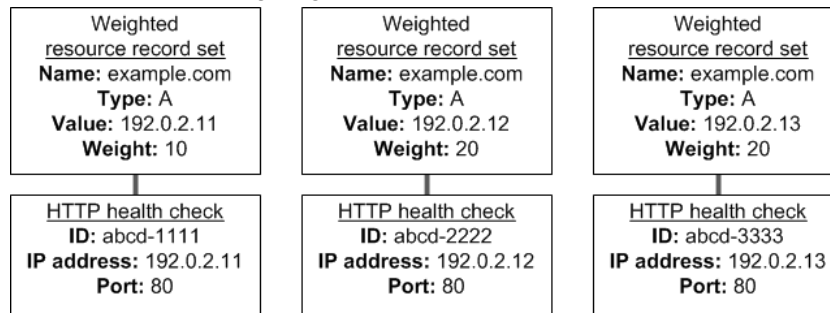 Weighted
resource record set
Name: example.com
Type: A
Value: 192.0.2.11
Weight: 10
Weighted
resource record set
Name: example.com
Type: A
Value: 192.0.2.12
Weight: 20
Weighted
resource record set
Name: example.com
Type: A
Value: 192.0.2.13
Weight: 20
HTTP health check
ID: abcd-1111
IP address: 192.0.2.11
Port: 80
HTTP health check
ID: abcd-2222
IP address: 192.0.2.12
Port: 80
HTTP health check
ID: abcd-3333
IP address: 192.0.2.13
Port: 80